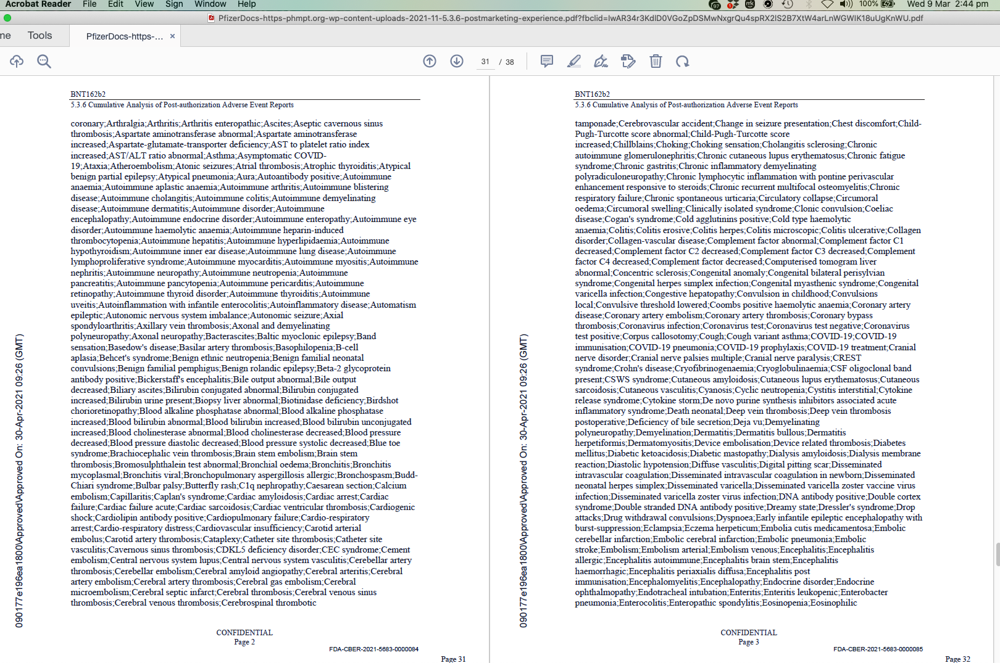 Acrobat Reader File Edit View Sign Window Help 100% Wed 9 Mar 2:44 pm
PfizerDocs-https-phmpt.org-wp-content-uploads-2021-11-5.3.6-postmarketing-experience.pdf?fbclid=IwAR34r3KdlD0VGoZpDSMwNxgrQu4spRX2lS2B7XtW4arLnWGWIK18uUgKnWU.pdf
me Tools PfizerDocs-https-... ×
31 / 38
BNT162b2
5.3.6 Cumulative Analysis of Post-authorization Adverse Event Reports
coronary;Arthralgia;Arthritis;Arthritis enteropathic;Ascites;Aseptic cavernous sinus
thrombosis;Aspartate aminotransferase abnormal;Aspartate aminotransferase
increased;Aspartate-glutamate-transporter deficiency;AST to platelet ratio index
increased;AST/ALT ratio abnormal;Asthma;Asymptomatic COVID-
19;Ataxia;Atheroembolism;Atonic seizures;Atrial thrombosis;Atrophic thyroiditis;Atypical
benign partial epilepsy;Atypical pneumonia;Aura;Autoantibody positive;Autoimmune
anaemia;Autoimmune aplastic anaemia;Autoimmune arthritis;Autoimmune blistering
disease;Autoimmune cholangitis;Autoimmune colitis;Autoimmune demyelinating
disease;Autoimmune dermatitis;Autoimmune disorder;Autoimmune
encephalopathy;Autoimmune endocrine disorder;Autoimmune enteropathy;Autoimmune eye
disorder;Autoimmune haemolytic anaemia;Autoimmune heparin-induced
thrombocytopenia;Autoimmune hepatitis;Autoimmune hyperlipidaemia;Autoimmune
hypothyroidism;Autoimmune inner ear disease;Autoimmune lung disease;Autoimmune
lymphoproliferative syndrome;Autoimmune myocarditis;Autoimmune myositis;Autoimmune
nephritis;Autoimmune neuropathy;Autoimmune neutropenia;Autoimmune
pancreatitis;Autoimmune pancytopenia;Autoimmune pericarditis;Autoimmune
retinopathy;Autoimmune thyroid disorder;Autoimmune thyroiditis;Autoimmune
uveitis;Autoinflammation with infantile enterocolitis;Autoinflammatory disease;Automatism
epileptic;Autonomic nervous system imbalance;Autonomic seizure;Axial
spondyloarthritis;Axillary vein thrombosis;Axonal and demyelinating
polyneuropathy;Axonal neuropathy;Bacterascites;Baltic myoclonic epilepsy;Band
sensation;Basedow's disease;Basilar artery thrombosis;Basophilopenia;B-cell
aplasia;Behcet's syndrome;Benign ethnic neutropenia;Benign familial neonatal
convulsions;Benign familial pemphigus;Benign rolandic epilepsy;Beta-2 glycoprotein
antibody positive;Bickerstaff's encephalitis;Bile output abnormal;Bile output
decreased;Biliary ascites;Bilirubin conjugated abnormal;Bilirubin conjugated
increased;Bilirubin urine present;Biopsy liver abnormal;Biotinidase deficiency;Birdshot
chorioretinopathy;Blood alkaline phosphatase abnormal;Blood alkaline phosphatase
increased;Blood bilirubin abnormal;Blood bilirubin increased;Blood bilirubin unconjugated
increased;Blood cholinesterase abnormal;Blood cholinesterase decreased;Blood pressure
decreased;Blood pressure diastolic decreased;Blood pressure systolic decreased;Blue toe
syndrome;Brachiocephalic vein thrombosis;Brain stem embolism;Brain stem
thrombosis;Bromosulphthalein test abnormal;Bronchial oedema;Bronchitis;Bronchitis
mycoplasmal;Bronchitis viral;Bronchopulmonary aspergillosis allergic;Bronchospasm;Budd-
Chiari syndrome;Bulbar palsy;Butterfly rash;C1q nephropathy;Caesarean section;Calcium
embolism;Capillaritis;Caplan's syndrome;Cardiac amyloidosis;Cardiac arrest;Cardiac
failure;Cardiac failure acute;Cardiac sarcoidosis;Cardiac ventricular thrombosis;Cardiogenic
shock;Cardiolipin antibody positive;Cardiopulmonary failure;Cardio-respiratory
arrest;Cardio-respiratory distress;Cardiovascular insufficiency;Carotid arterial
embolus;Carotid artery thrombosis;Cataplexy;Catheter site thrombosis;Catheter site
vasculitis;Cavernous sinus thrombosis;CDKL5 deficiency disorder;CEC syndrome;Cement
embolism;Central nervous system lupus;Central nervous system vasculitis;Cerebellar artery
thrombosis;Cerebellar embolism;Cerebral amyloid angiopathy;Cerebral arteritis;Cerebral
artery embolism;Cerebral artery thrombosis;Cerebral gas embolism;Cerebral
microembolism;Cerebral septic infarct;Cerebral thrombosis;Cerebral venous sinus
thrombosis;Cerebral venous thrombosis;Cerebrospinal thrombotic
090177e196ea1800\Approved\Approved On: 30-Apr-2021 09:26 (GMT)
CONFIDENTIAL
Page 2
FDA-CBER-2021-5683-0000084
Page 31
BNT162b2
5.3.6 Cumulative Analysis of Post-authorization Adverse Event Reports
tamponade;Cerebrovascular accident;Change in seizure presentation;Chest discomfort;Child-
Pugh-Turcotte score abnormal;Child-Pugh-Turcotte score
increased;Chillblains;Choking;Choking sensation;Cholangitis sclerosing;Chronic
autoimmune glomerulonephritis;Chronic cutaneous lupus erythematosus;Chronic fatigue
syndrome;Chronic gastritis;Chronic inflammatory demyelinating
polyradiculoneuropathy;Chronic lymphocytic inflammation with pontine perivascular
enhancement responsive to steroids;Chronic recurrent multifocal osteomyelitis;Chronic
respiratory failure;Chronic spontaneous urticaria;Circulatory collapse;Circumoral
oedema;Circumoral swelling;Clinically isolated syndrome;Clonic convulsion;Coeliac
disease;Cogan's syndrome;Cold agglutinins positive;Cold type haemolytic
anaemia;Colitis;Colitis erosive;Colitis herpes;Colitis microscopic;Colitis ulcerative;Collagen
disorder;Collagen-vascular disease;Complement factor abnormal;Complement factor C1
decreased;Complement factor C2 decreased;Complement factor C3 decreased;Complement
factor C4 decreased;Complement factor decreased;Computerised tomogram liver
abnormal;Concentric sclerosis;Congenital anomaly;Congenital bilateral perisylvian
syndrome;Congenital herpes simplex infection;Congenital myasthenic syndrome;Congenital
varicella infection;Congestive hepatopathy;Convulsion in childhood;Convulsions
local;Convulsive threshold lowered;Coombs positive haemolytic anaemia;Coronary artery
disease;Coronary artery embolism;Coronary artery thrombosis;Coronary bypass
thrombosis;Coronavirus infection;Coronavirus test;Coronavirus test negative;Coronavirus
test positive;Corpus callosotomy;Cough;Cough variant asthma;COVID-19;COVID-19
immunisation;COVID-19 pneumonia;COVID-19 prophylaxis;COVID-19 treatment;Cranial
nerve disorder;Cranial nerve palsies multiple;Cranial nerve paralysis;CREST
syndrome;Crohn's disease;Cryofibrinogenaemia;Cryoglobulinaemia;CSF oligoclonal band
present;CSWS syndrome;Cutaneous amyloidosis;Cutaneous lupus erythematosus;Cutaneous
sarcoidosis;Cutaneous vasculitis;Cyanosis;Cyclic neutropenia;Cystitis interstitial;Cytokine
release syndrome;Cytokine storm;De novo purine synthesis inhibitors associated acute
inflammatory syndrome;Death neonatal;Deep vein thrombosis;Deep vein thrombosis
postoperative;Deficiency of bile secretion;Deja vu;Demyelinating
polyneuropathy;Demyelination;Dermatitis;Dermatitis bullous;Dermatitis
herpetiformis;Dermatomyositis;Device embolisation;Device related thrombosis;Diabetes
mellitus;Diabetic ketoacidosis;Diabetic mastopathy;Dialysis amyloidosis;Dialysis membrane
reaction;Diastolic hypotension;Diffuse vasculitis;Digital pitting scar;Disseminated
intravascular coagulation;Disseminated intravascular coagulation in newborn;Disseminated
neonatal herpes simplex;Disseminated varicella;Disseminated varicella zoster vaccine virus
infection;Disseminated varicella zoster virus infection;DNA antibody positive;Double cortex
syndrome;Double stranded DNA antibody positive;Dreamy state;Dressler's syndrome;Drop
attacks;Drug withdrawal convulsions;Dyspnoea;Early infantile epileptic encephalopathy with
burst-suppression;Eclampsia;Eczema herpeticum;Embolia cutis medicamentosa;Embolic
cerebellar infarction;Embolic cerebral infarction;Embolic pneumonia;Embolic
stroke;Embolism;Embolism arterial;Embolism venous;Encephalitis;Encephalitis
allergic;Encephalitis autoimmune;Encephalitis brain stem;Encephalitis
haemorrhagic;Encephalitis periaxialis diffusa;Encephalitis post
immunisation;Encephalomyelitis;Encephalopathy;Endocrine disorder;Endocrine
ophthalmopathy;Endotracheal intubation;Enteritis;Enteritis leukopenic;Enterobacter
pneumonia;Enterocolitis;Enteropathic spondylitis;Eosinopenia;Eosinophilic
090177e196ea1800\Approved\Approved On: 30-Apr-2021 09:26 (GMT)
CONFIDENTIAL
Page 3
FDA-CBER-2021-5683-0000085
Page 32